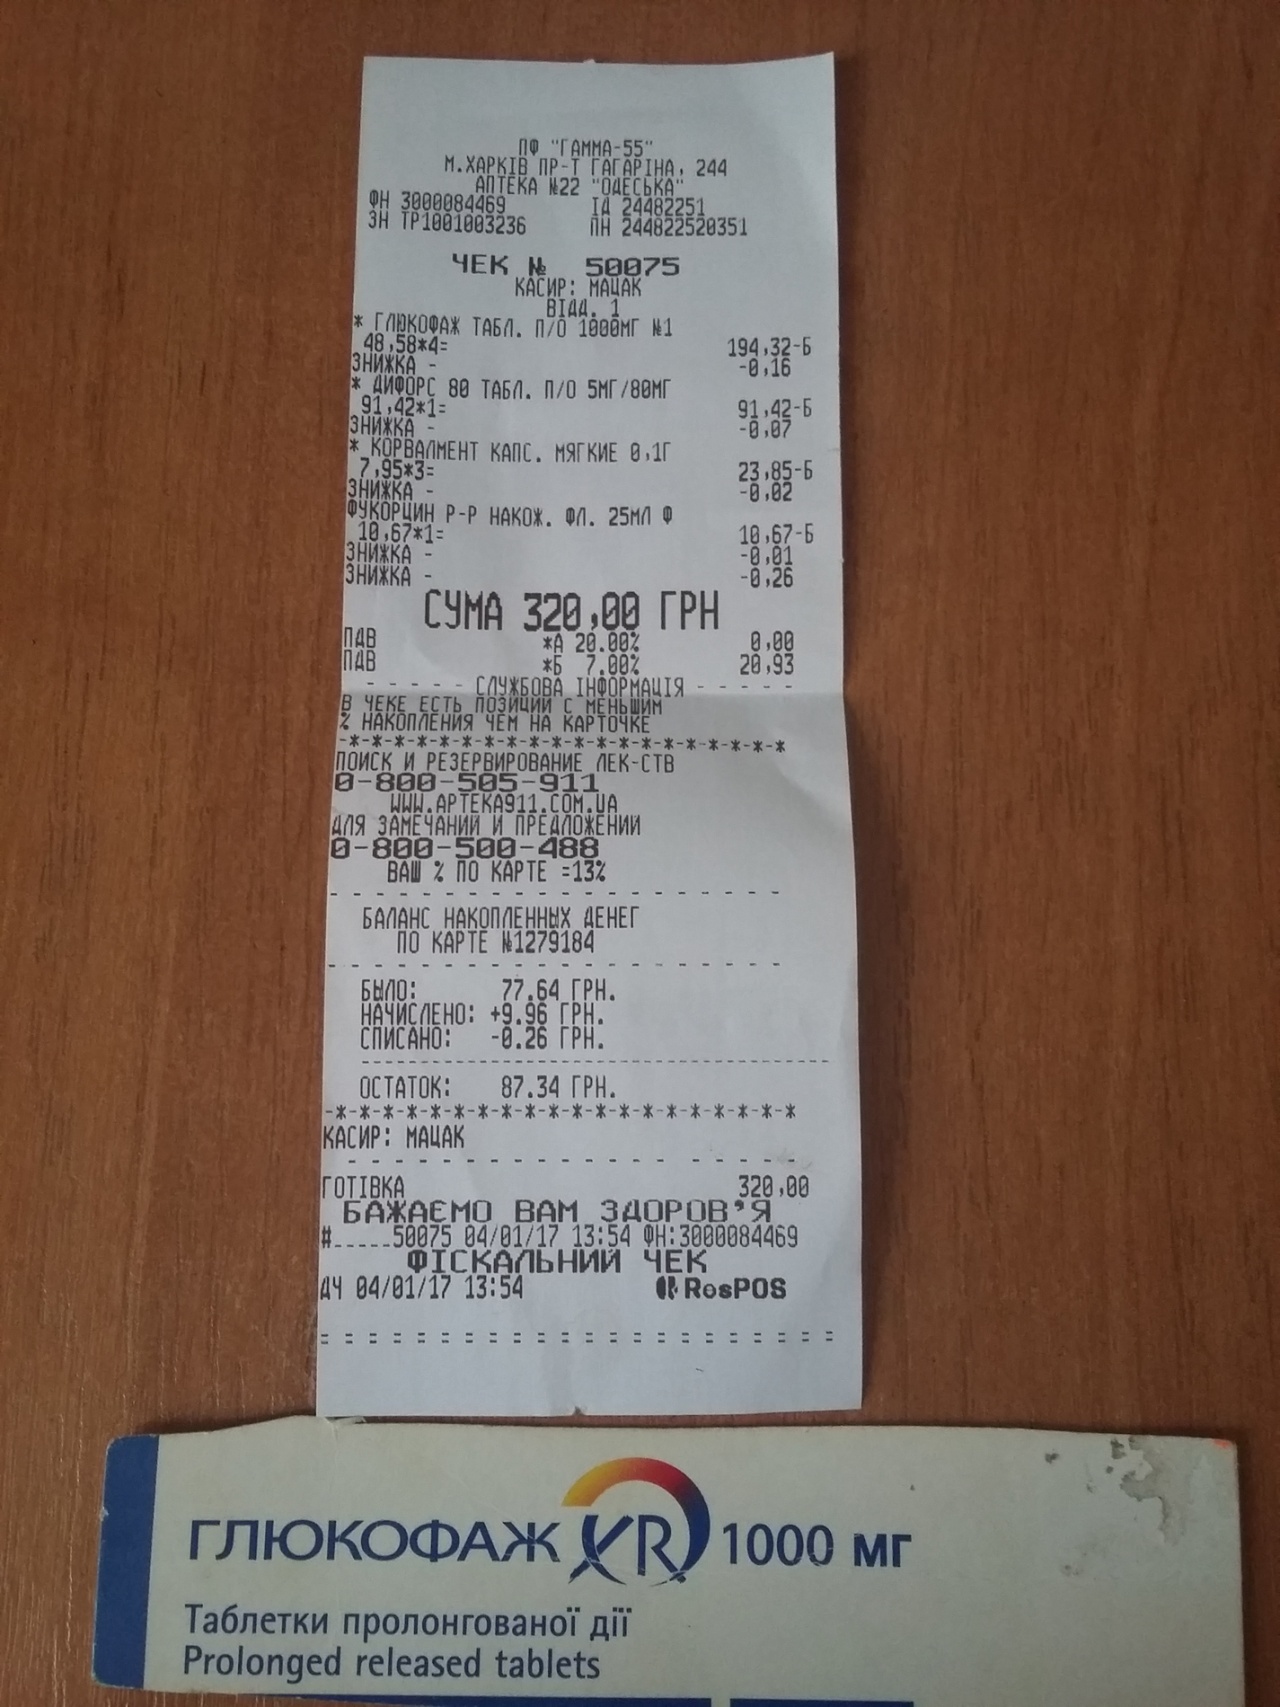 ПФ "ГАММА-55"
М.ХАРКІВ ПР-Т ГАГАРІНА, 244
АПТЕКА №22 "ОДЕСЬКА"
ФН 3000084469 ІД 24482251
ЗН ТР1001003236 ПН 244822520351
ЧЕК № 50075
КАСИР: МАЦАК
ВІДД. 1
* ГЛЮКОФАЖ ТАБЛ. П/О 1000МГ №1
48,58*4= 194,32-Б
ЗНИЖКА - -0,16
* ДИФОРС 80 ТАБЛ. П/О 5МГ/80МГ
91,42*1= 91,42-Б
ЗНИЖКА - -0,07
* КОРВАЛМЕНТ КАПС. МЯГКИЕ 0,1Г
7,95*3= 23,85-Б
ЗНИЖКА - -0,02
ФУКОРЦИН Р-Р НАКОЖ. ФЛ. 25МЛ Ф
10,67*1= 10,67-Б
ЗНИЖКА - -0,01
ЗНИЖКА - -0,26
СУМА 320,00 ГРН
ПДВ *А 20.00% 0,00
ПДВ *Б 7.00% 20,93
- - - - - СЛУЖБОВА ІНФОРМАЦІЯ - - - - -
В ЧЕКЕ ЕСТЬ ПОЗИЦИИ С МЕНЬШИМ
% НАКОПЛЕНИЯ ЧЕМ НА КАРТОЧКЕ
-*-*-*-*-*-*-*-*-*-*-*-*-*-*-*-*-*-*-*
ПОИСК И РЕЗЕРВИРОВАНИЕ ЛЕК-СТВ
0-800-505-911
WWW.APTEKA911.COM.UA
ДЛЯ ЗАМЕЧАНИЙ И ПРЕДЛОЖЕНИЙ
0-800-500-488
ВАШ % ПО КАРТЕ =13%
БАЛАНС НАКОПЛЕННЫХ ДЕНЕГ
ПО КАРТЕ №1279184
БЫЛО: 77.64 ГРН.
НАЧИСЛЕНО: +9.96 ГРН.
СПИСАНО: -0.26 ГРН.
ОСТАТОК: 87.34 ГРН.
-*-*-*-*-*-*-*-*-*-*-*-*-*-*-*-*-*-*-*-*
КАСИР: МАЦАК
ГОТІВКА 320,00
БАЖАЄМО ВАМ ЗДОРОВ'Я
#.....50075 04/01/17 13:54 ФН:3000084469
ФІСКАЛЬНИЙ ЧЕК
ДЧ 04/01/17 13:54 ResPOS
ГЛЮКОФАЖ XR 1000 мг
Таблетки пролонгованої дії
Prolonged released tablets